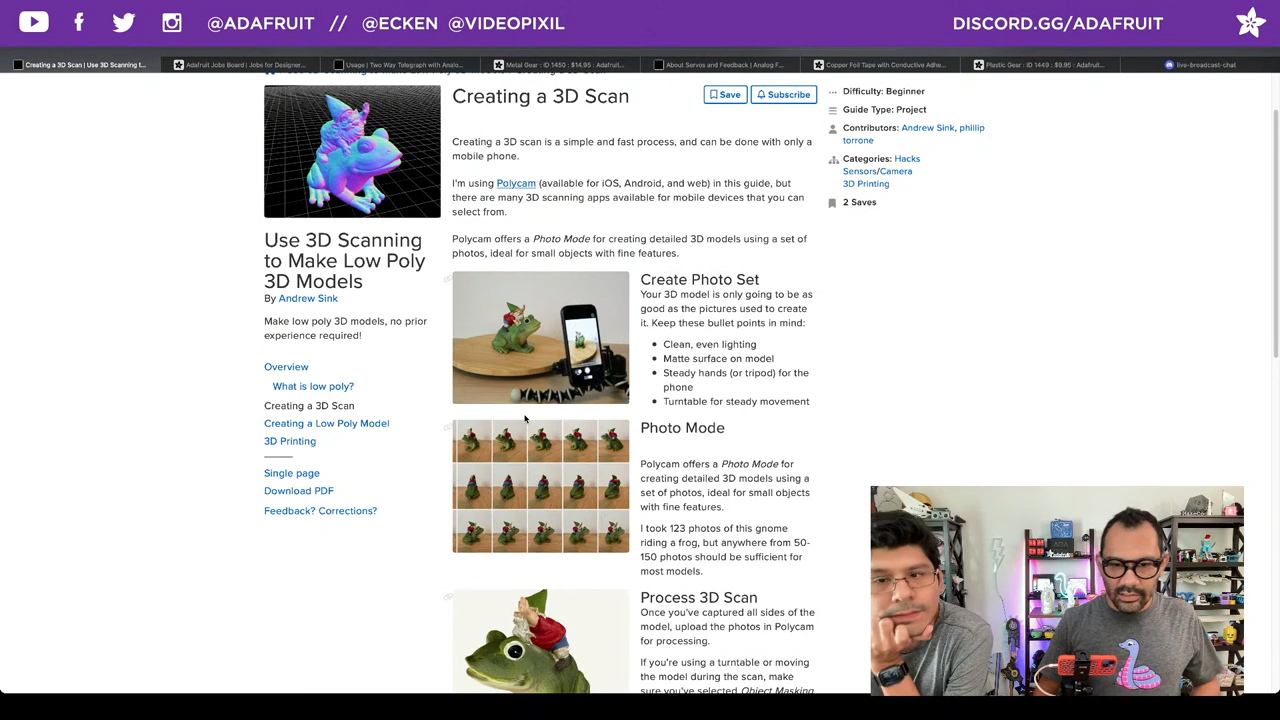 @ADAFRUIT // @ECKEN @VIDEOPIXIL
DISCORD.GG/ADAFRUIT
Creating a 3D Scan | Use 3D Scanning t...
Adafruit Jobs Board | Jobs for Designer...
Usage | Two Way Telegraph with Analo...
Metal Gear : ID 1450 : $14.95 : Adafruit...
About Servos and Feedback | Analog F...
Copper Foil Tape with Conductive Adhe...
Plastic Gear : ID 1449 : $9.95 : Adafruit...
live-broadcast-chat
Creating a 3D Scan
Save
Subscribe
Creating a 3D scan is a simple and fast process, and can be done with only a
mobile phone.
I'm using Polycam (available for iOS, Android, and web) in this guide, but
there are many 3D scanning apps available for mobile devices that you can
select from.
Polycam offers a Photo Mode for creating detailed 3D models using a set of
photos, ideal for small objects with fine features.
Use 3D Scanning
to Make Low Poly
3D Models
By Andrew Sink
Make low poly 3D models, no prior
experience required!
Overview
What is low poly?
Creating a 3D Scan
Creating a Low Poly Model
3D Printing
Single page
Download PDF
Feedback? Corrections?
Create Photo Set
Your 3D model is only going to be as
good as the pictures used to create
it. Keep these bullet points in mind:
• Clean, even lighting
• Matte surface on model
• Steady hands (or tripod) for the
phone
• Turntable for steady movement
Photo Mode
Polycam offers a Photo Mode for
creating detailed 3D models using a
set of photos, ideal for small objects
with fine features.
I took 123 photos of this gnome
riding a frog, but anywhere from 50-
150 photos should be sufficient for
most models.
Process 3D Scan
Once you've captured all sides of the
model, upload the photos in Polycam
for processing.
If you're using a turntable or moving
the model during the scan, make
sure you've selected Object Masking
Difficulty: Beginner
Guide Type: Project
Contributors: Andrew Sink, phillip
torrone
Categories: Hacks
Sensors/Camera
3D Printing
2 Saves